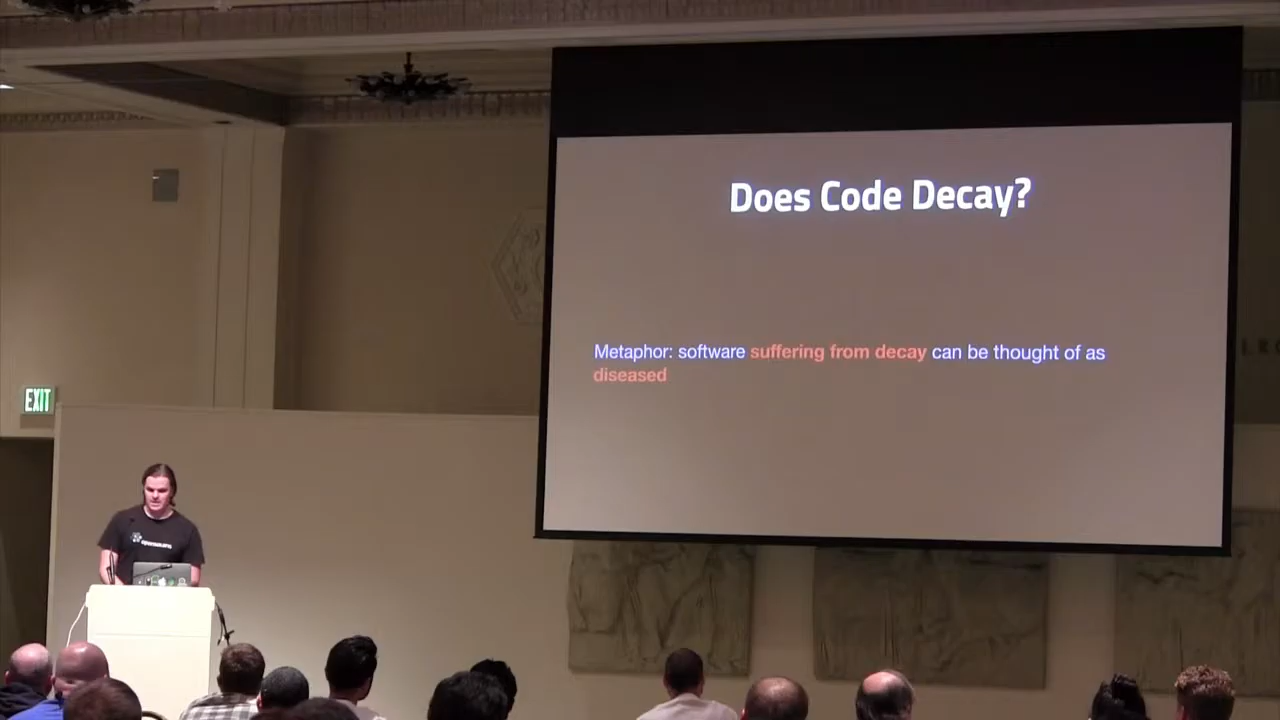 Does Code Decay?
Metaphor: software suffering from decay can be thought of as
diseased
EXIT